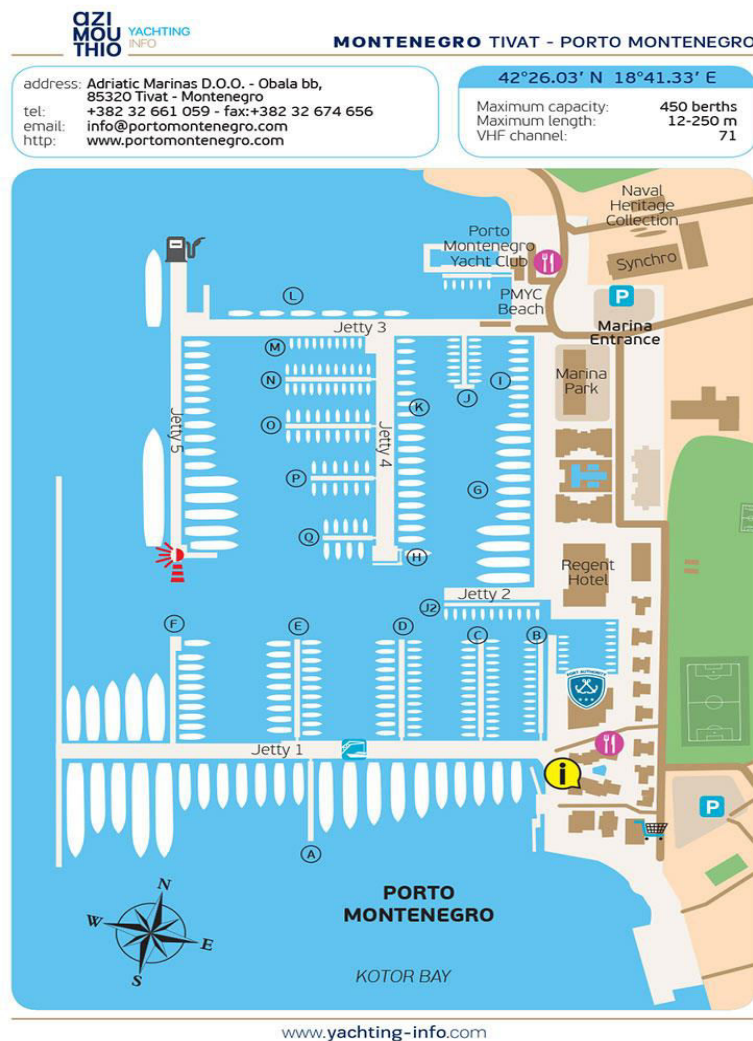 azi
MOU
THIO
YACHTING
INFO
MONTENEGRO TIVAT - PORTO MONTENEGRO
address: Adriatic Marinas D.O.O. - Obala bb,
85320 Tivat - Montenegro
tel: +382 32 661 059 - fax:+382 32 674 656
email: info@portomontenegro.com
http: www.portomontenegro.com
42°26.03' N 18°41.33' E
Maximum capacity: 450 berths
Maximum length: 12-250 m
VHF channel: 71
Naval
Heritage
Collection
Porto
Montenegro
Yacht Club
Synchro
PMYC
Beach
P
Marina
Entrance
L
Jetty 3
M
N
J
I
Marina
Park
K
O
Jetty 5
Jetty 4
P
G
Q
H
Regent
Hotel
Jetty 2
J2
F
E
D
C
B
PORT AUTHORITY
Jetty 1
i
P
A
N
W
E
S
PORTO
MONTENEGRO
KOTOR BAY
www.yachting-info.com